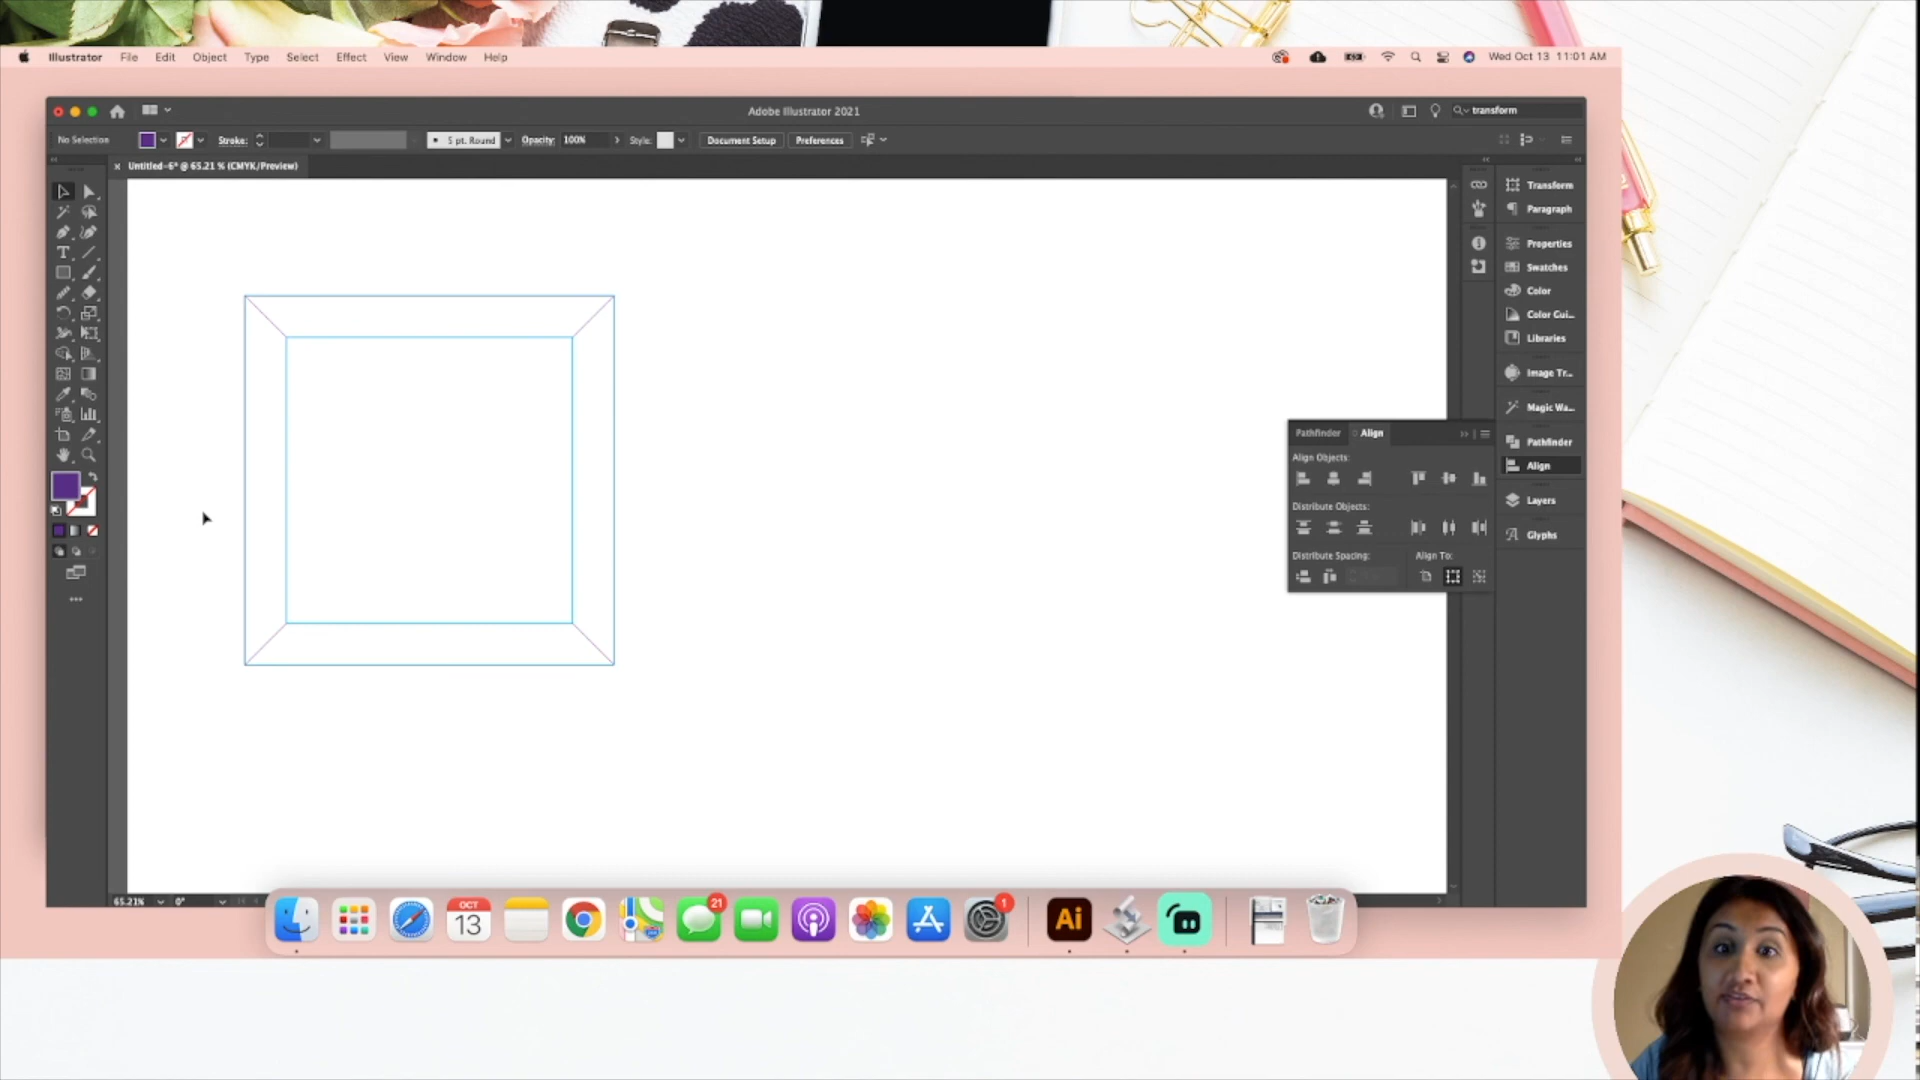 Illustrator File Edit Object Type Select Effect View Window Help
Wed Oct 13 11:01 AM
Adobe Illustrator 2021
transform
No Selection
Stroke:
5 pt. Round
Opacity: 100%
Style:
Document Setup
Preferences
Untitled-6* @ 65.21 % (CMYK/Preview)
Transform
Paragraph
Properties
Swatches
Color
Color Gui...
Libraries
Image Tr...
Magic Wa...
Pathfinder
Align
Layers
Glyphs
Pathfinder Align
Align Objects:
Distribute Objects:
Distribute Spacing:
Align To:
65.21%
0°
OCT
13
21
1
Ai